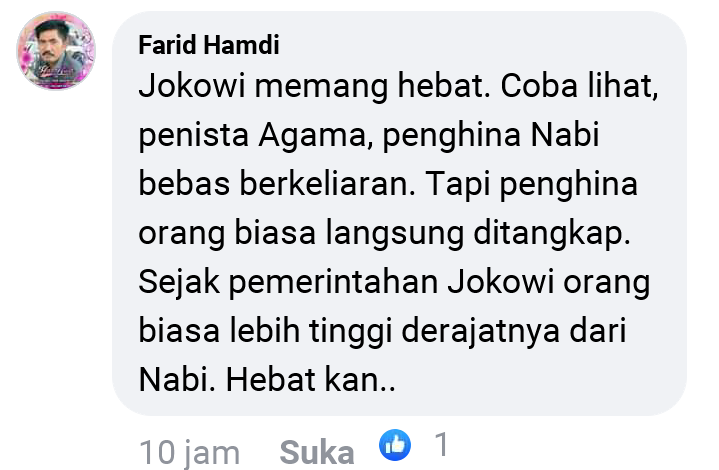 Farid Hamdi
Jokowi memang hebat. Coba lihat,
penista Agama, penghina Nabi
bebas berkeliaran. Tapi penghina
orang biasa langsung ditangkap.
Sejak pemerintahan Jokowi orang
biasa lebih tinggi derajatnya dari
Nabi. Hebat kan..
10 jam Suka 1